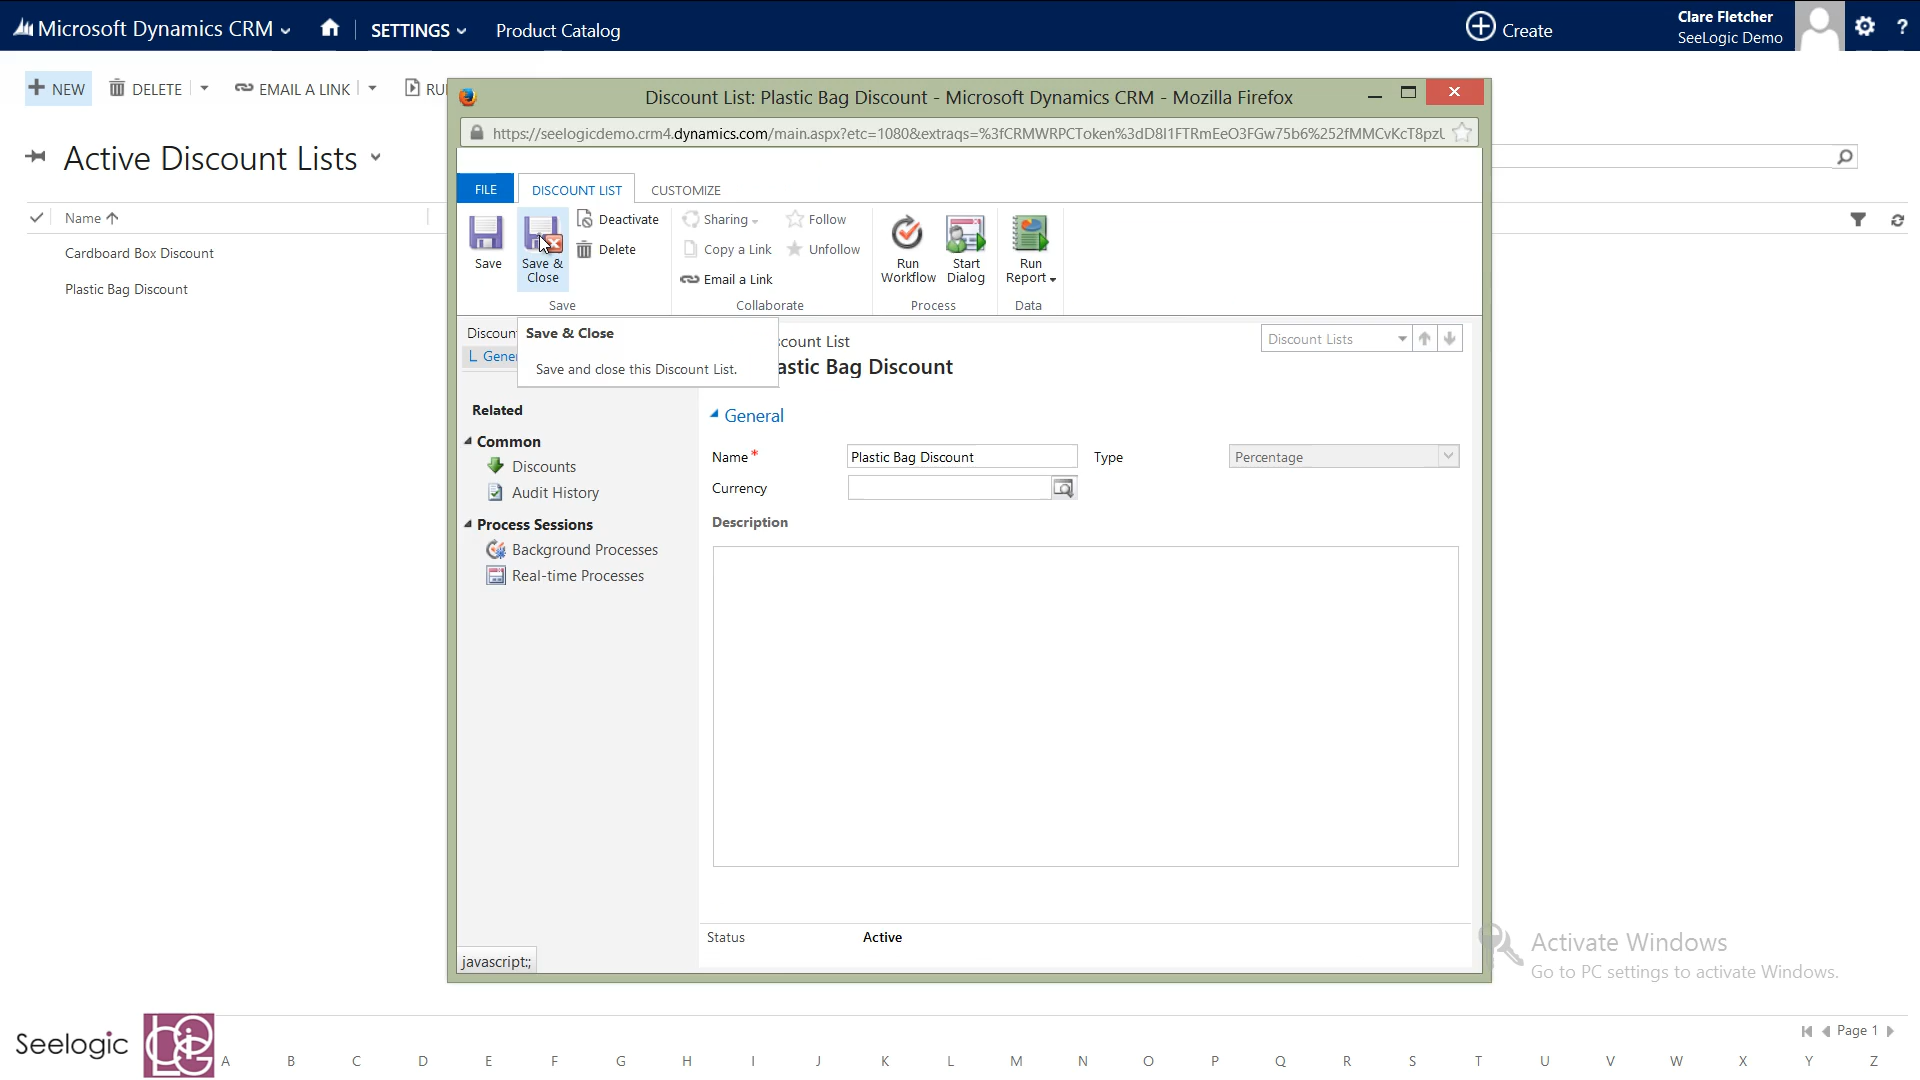 Microsoft Dynamics CRM SETTINGS Product Catalog Create Clare Fletcher
SeeLogic Demo ?
NEW DELETE EMAIL A LINK
Discount List: Plastic Bag Discount - Microsoft Dynamics CRM - Mozilla Firefox
https://seelogicdemo.crm4.dynamics.com/main.aspx?etc=1080&extraqs=%3fCRMWRPCToken%3dD8I1FTRmEeO3FGw75b6%252fMMCvKcT8pzl
Active Discount Lists
Name
Cardboard Box Discount
Plastic Bag Discount
FILE DISCOUNT LIST CUSTOMIZE
Save
Save & Close
Deactivate
Delete
Save
Sharing
Copy a Link
Email a Link
Follow
Unfollow
Collaborate
Run Workflow
Start Dialog
Process
Run Report
Data
Save & Close
Save and close this Discount List.
Discount Lists
Plastic Bag Discount
Related
Common
Discounts
Audit History
Process Sessions
Background Processes
Real-time Processes
General
Name* Plastic Bag Discount Type Percentage
Currency
Description
Status Active
javascript:;
Activate Windows
Go to PC settings to activate Windows.
Seelogic
Page 1
A B C D E F G H I J K L M N O P Q R S T U V W X Y Z